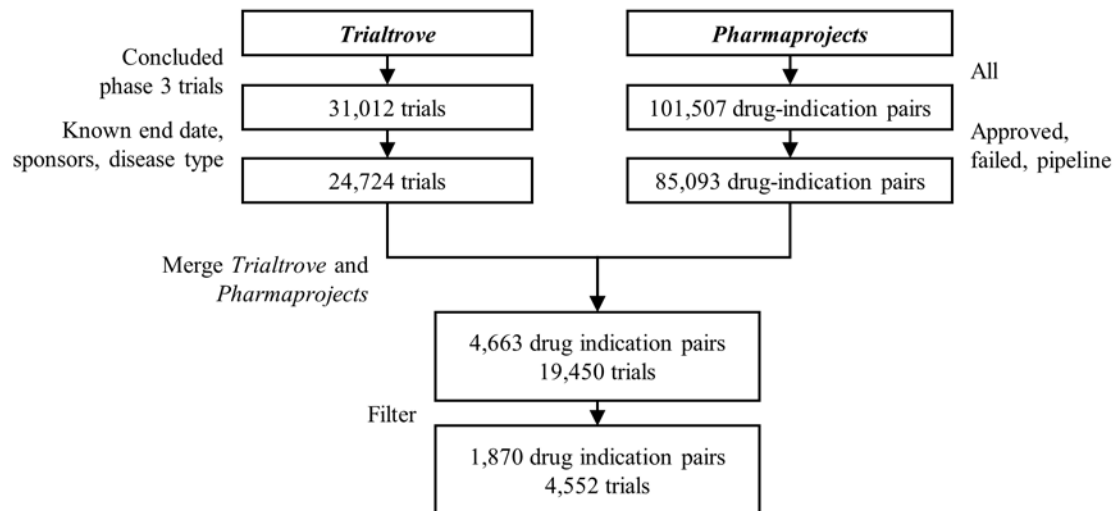 Trialtrove
Pharmaprojects
Concluded
phase 3 trials
All
31,012 trials
101,507 drug-indication pairs
Known end date,
sponsors, disease type
Approved,
failed, pipeline
24,724 trials
85,093 drug-indication pairs
Merge Trialtrove and
Pharmaprojects
4,663 drug indication pairs
19,450 trials
Filter
1,870 drug indication pairs
4,552 trials